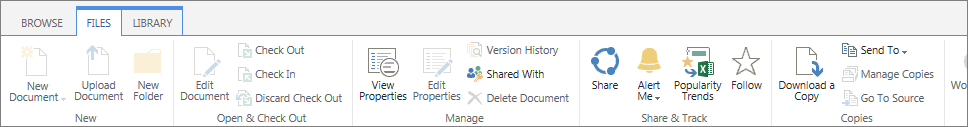 BROWSE FILES LIBRARY
New Document
Upload Document
New Folder
New
Edit Document
Check Out
Check In
Discard Check Out
Open & Check Out
View Properties
Edit Properties
Version History
Shared With
Delete Document
Manage
Share
Alert Me
Popularity Trends
Follow
Share & Track
Download a Copy
Send To
Manage Copies
Go To Source
Copies
Wo